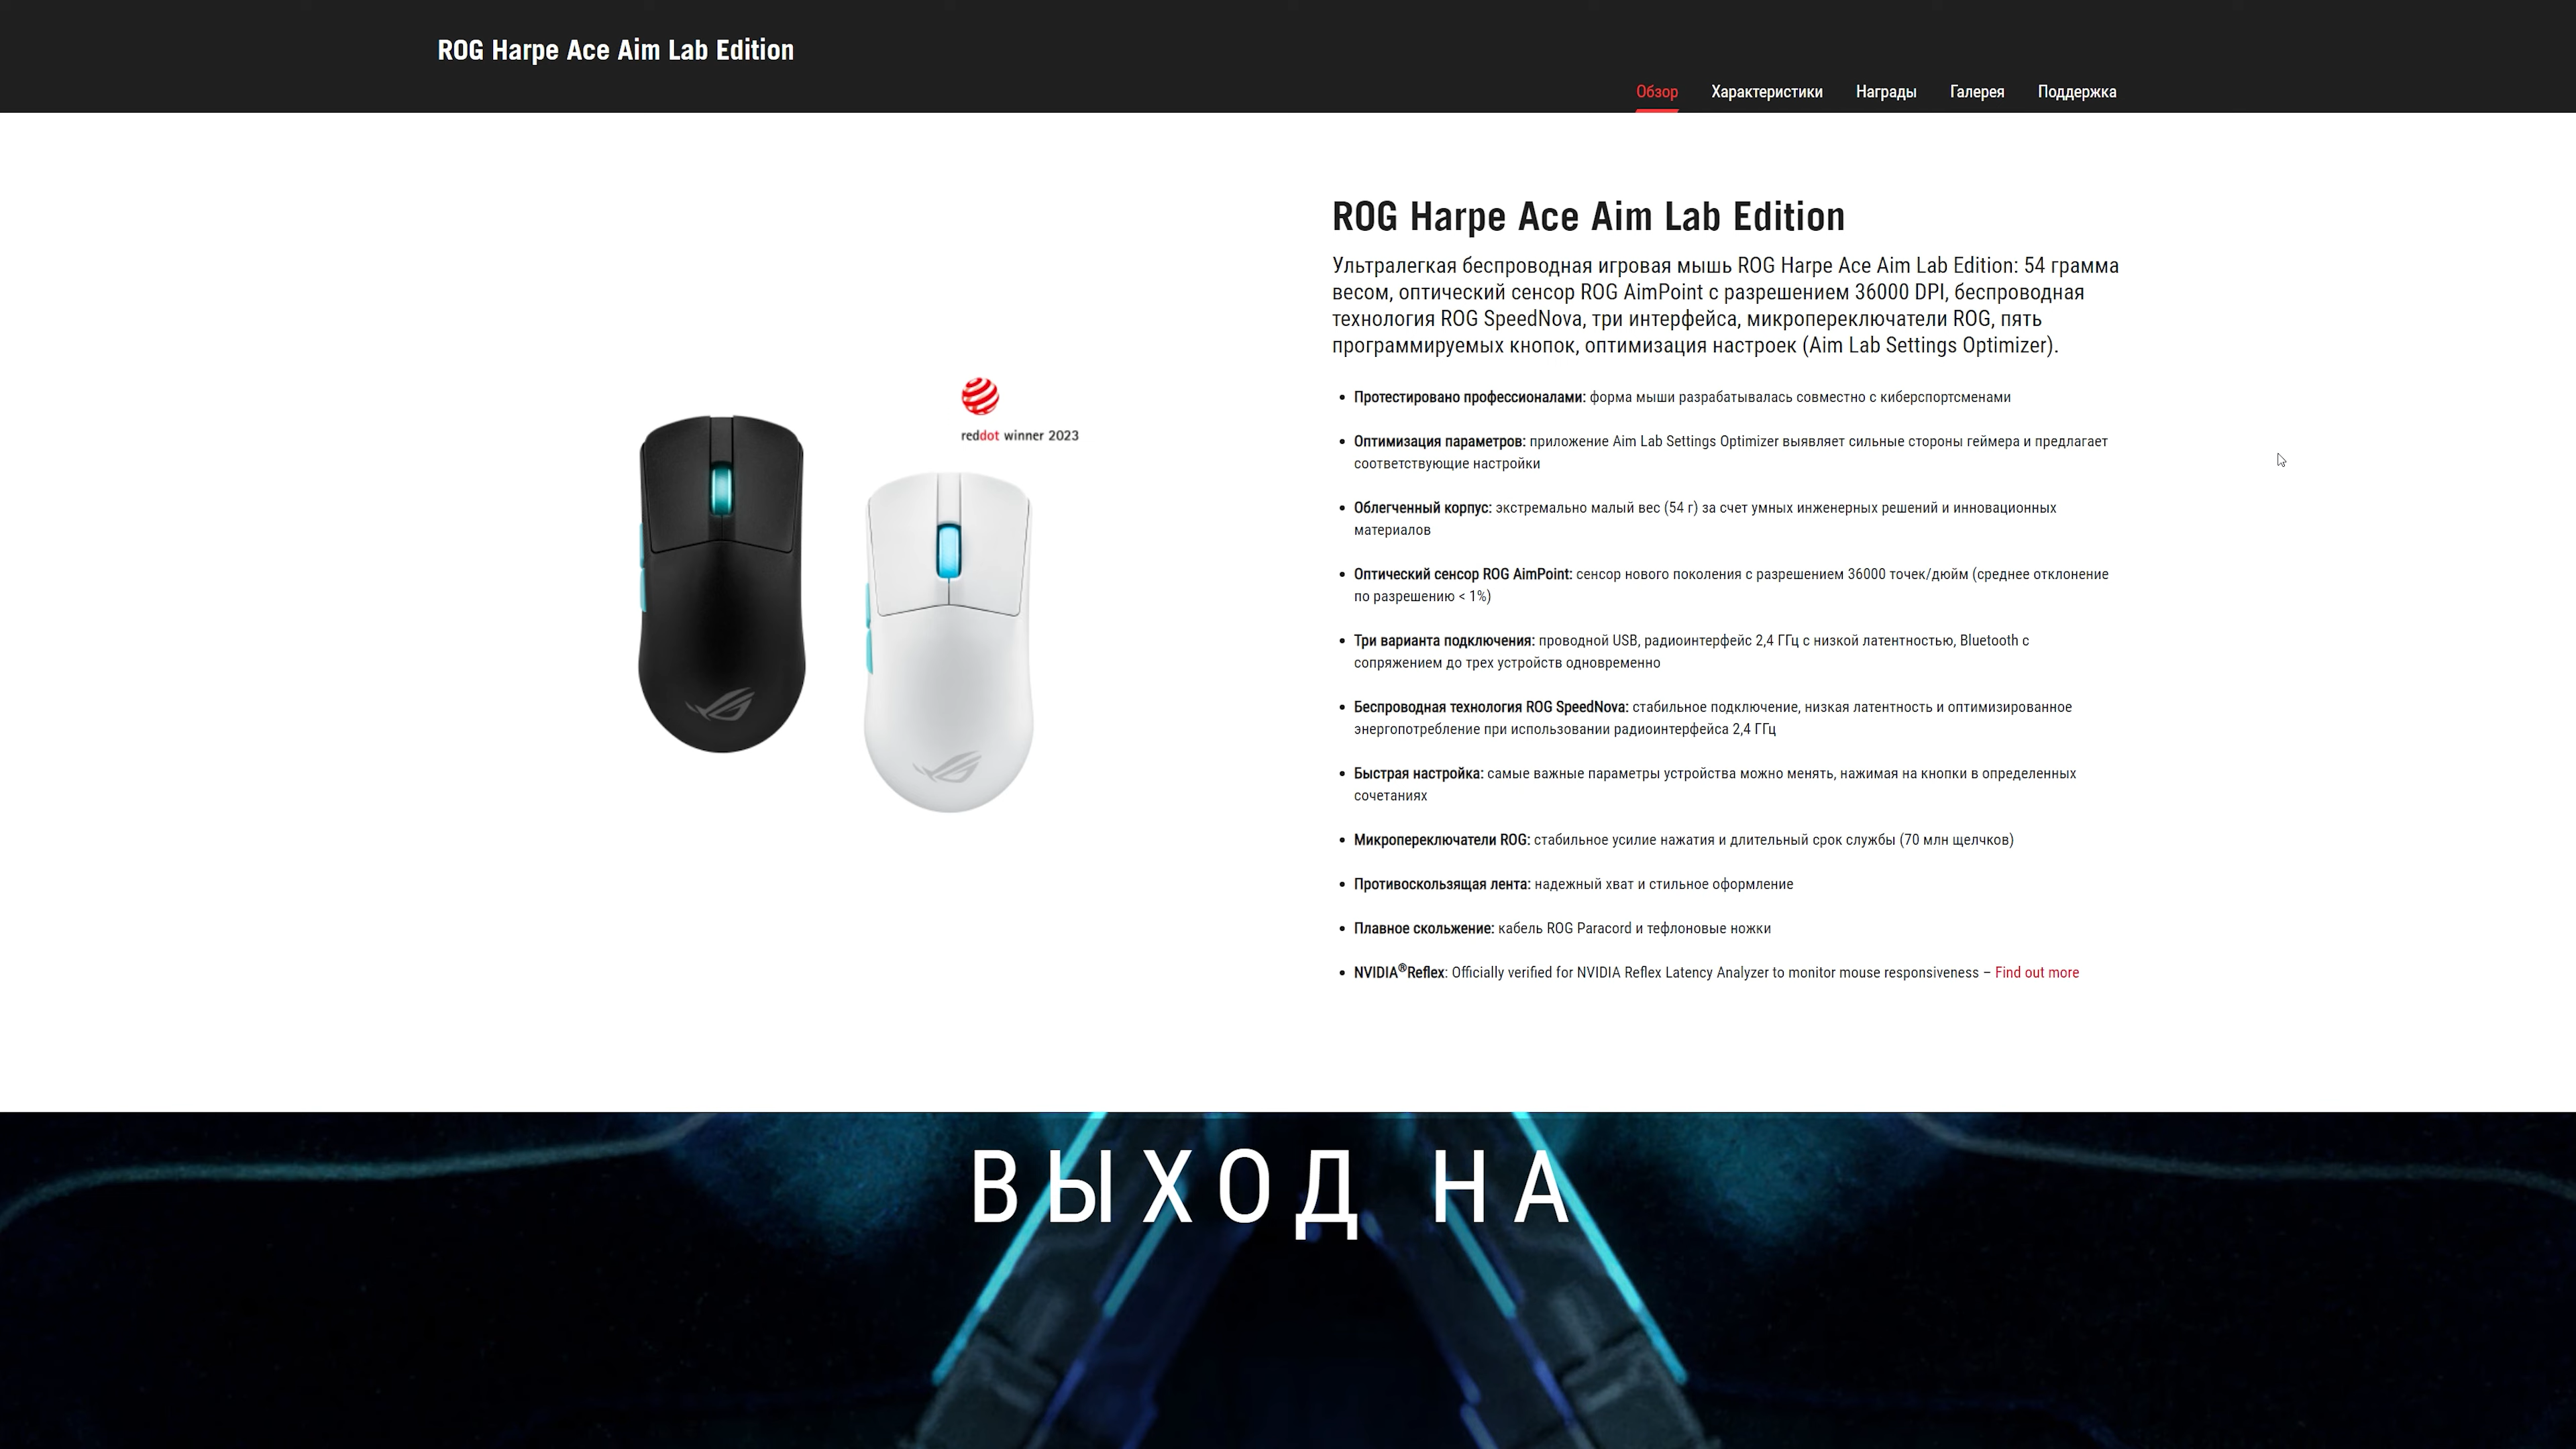 ROG Harpe Ace Aim Lab Edition
Обзор Характеристики Награды Галерея Поддержка
ROG Harpe Ace Aim Lab Edition
Ультралегкая беспроводная игровая мышь ROG Harpe Ace Aim Lab Edition: 54 грамма
весом, оптический сенсор ROG AimPoint с разрешением 36000 DPI, беспроводная
технология ROG SpeedNova, три интерфейса, микропереключатели ROG, пять
программируемых кнопок, оптимизация настроек (Aim Lab Settings Optimizer).
reddot winner 2023
• Протестировано профессионалами: форма мыши разрабатывалась совместно с киберспортсменами
• Оптимизация параметров: приложение Aim Lab Settings Optimizer выявляет сильные стороны геймера и предлагает
соответствующие настройки
• Облегченный корпус: экстремально малый вес (54 г) за счет умных инженерных решений и инновационных
материалов
• Оптический сенсор ROG AimPoint: сенсор нового поколения с разрешением 36000 точек/дюйм (среднее отклонение
по разрешению < 1%)
• Три варианта подключения: проводной USB, радиоинтерфейс 2,4 ГГц с низкой латентностью, Bluetooth с
сопряжением до трех устройств одновременно
• Беспроводная технология ROG SpeedNova: стабильное подключение, низкая латентность и оптимизированное
энергопотребление при использовании радиоинтерфейса 2,4 ГГц
• Быстрая настройка: самые важные параметры устройства можно менять, нажимая на кнопки в определенных
сочетаниях
• Микропереключатели ROG: стабильное усилие нажатия и длительный срок службы (70 млн щелчков)
• Противоскользящая лента: надежный хват и стильное оформление
• Плавное скольжение: кабель ROG Paracord и тефлоновые ножки
• NVIDIA®Reflex: Officially verified for NVIDIA Reflex Latency Analyzer to monitor mouse responsiveness – Find out more
ВЫХОД НА